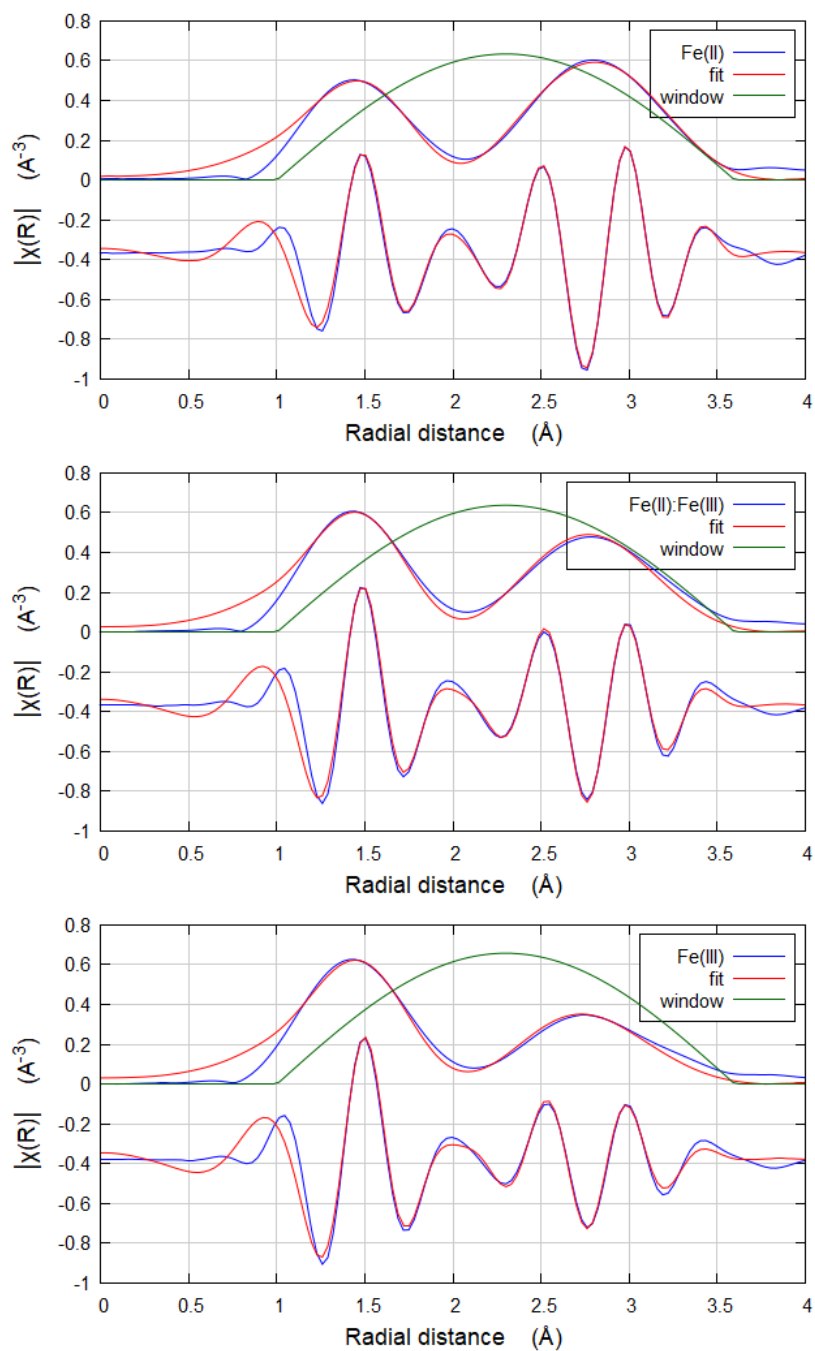 0.8
0.6
0.4
0.2
0
-0.2
-0.4
-0.6
-0.8
-1
|χ(R)| (A⁻³)
Fe(II)
fit
window
0 0.5 1 1.5 2 2.5 3 3.5 4
Radial distance (Å)
0.8
0.6
0.4
0.2
0
-0.2
-0.4
-0.6
-0.8
-1
|χ(R)| (A⁻³)
Fe(II):Fe(III)
fit
window
0 0.5 1 1.5 2 2.5 3 3.5 4
Radial distance (Å)
0.8
0.6
0.4
0.2
0
-0.2
-0.4
-0.6
-0.8
-1
|χ(R)| (A⁻³)
Fe(III)
fit
window
0 0.5 1 1.5 2 2.5 3 3.5 4
Radial distance (Å)